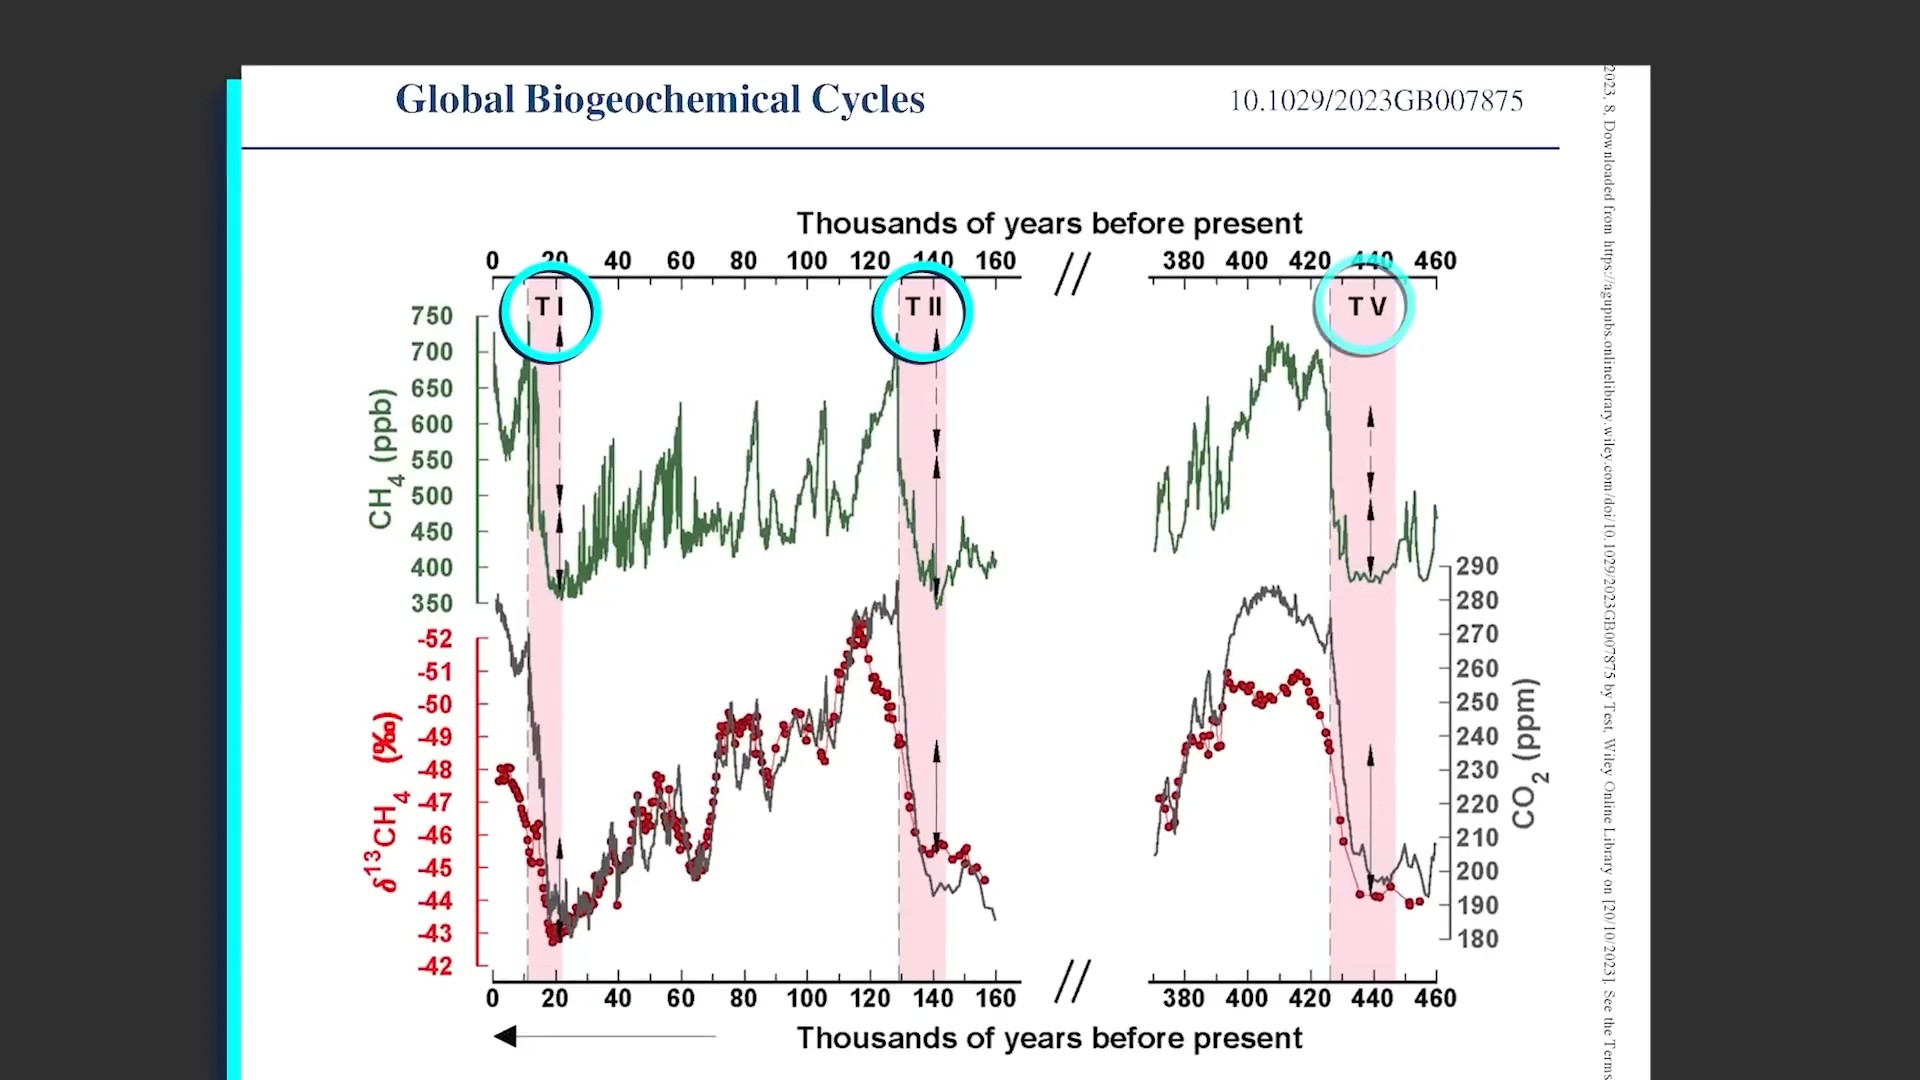 Global Biogeochemical Cycles
10.1029/2023GB007875
Thousands of years before present
0 20 40 60 80 100 120 140 160 // 380 400 420 440 460
T I
T II
T V
750
700
650
600
550
500
450
400
350
CH4 (ppb)
290
280
270
260
250
240
230
220
210
200
190
180
CO2 (ppm)
-52
-51
-50
-49
-48
-47
-46
-45
-44
-43
-42
δ13CH4 (‰)
0 20 40 60 80 100 120 140 160 // 380 400 420 440 460
Thousands of years before present
2023, 8, Downloaded from https://agupubs.onlinelibrary.wiley.com/doi/10.1029/2023GB007875 by Test, Wiley Online Library on [20/10/2023]. See the Terms